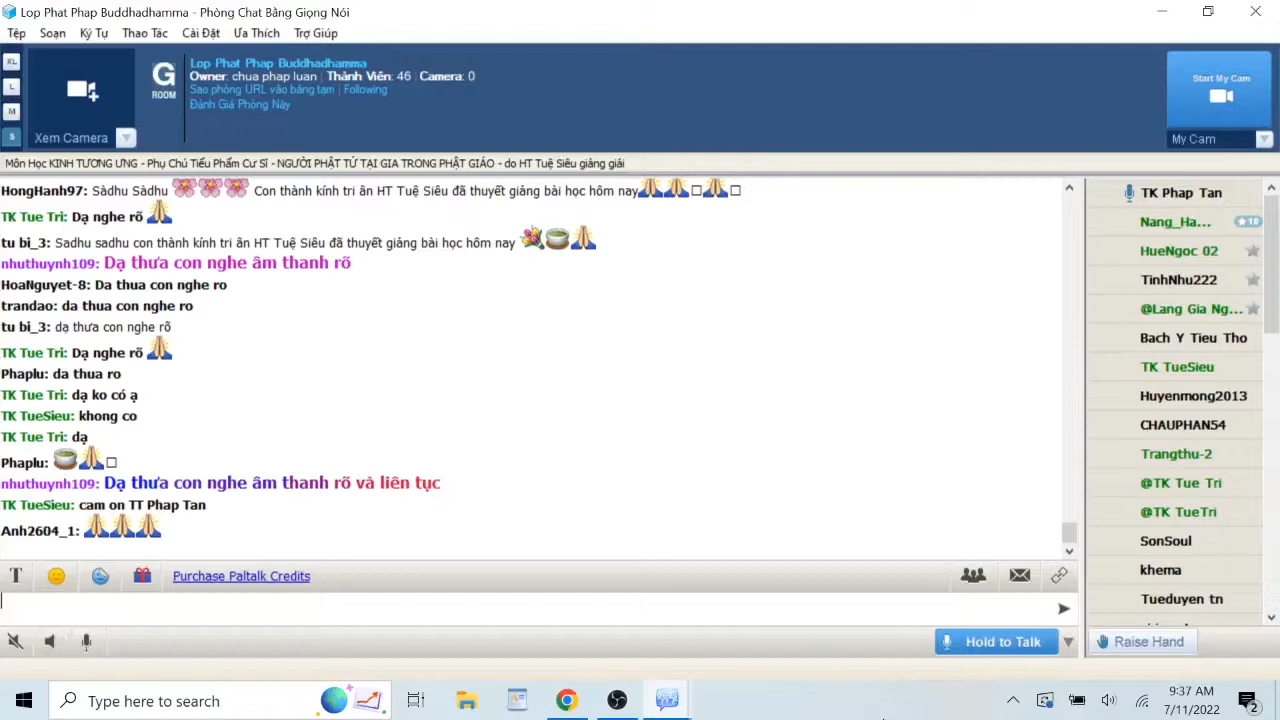 Lop Phat Phap Buddhadhamma - Phòng Chat Bằng Giọng Nói
Tệp Soạn Ký Tự Thao Tác Cài Đặt Ưa Thích Trợ Giúp
XL
L
M
S
Xem Camera
G
ROOM
Lop Phat Phap Buddhadhamma
Owner: chua phap luan | Thành Viên: 46 | Camera: 0
Sao phỏng URL vào bảng tạm | Following
Đánh Giá Phòng Này
Start My Cam
My Cam
Môn Học KINH TƯƠNG ƯNG - Phụ Chú Tiểu Phẩm Cư Sĩ - NGƯỜI PHẬT TỬ TẠI GIA TRONG PHẬT GIÁO - do HT Tuệ Siêu giảng giải
HongHanh97: Sàdhu Sàdhu 🌸🌸🌸 Con thành kính tri ân HT Tuệ Siêu đã thuyết giảng bài học hôm nay🙏🙏□🙏□
TK Tue Tri: Dạ nghe rõ 🙏
tu bi_3: Sadhu sadhu con thành kính tri ân HT Tuệ Siêu đã thuyết giảng bài học hôm nay 💐🍵🙏
nhuthuynh109: Dạ thưa con nghe âm thanh rõ
HoaNguyet-8: Da thua con nghe ro
trandao: da thua con nghe ro
tu bi_3: dạ thưa con nghe rõ
TK Tue Tri: Dạ nghe rõ 🙏
Phaplu: da thua ro
TK Tue Tri: dạ ko có ạ
TK TueSieu: khong co
TK Tue Tri: dạ
Phaplu: 🍵🙏□
nhuthuynh109: Dạ thưa con nghe âm thanh rõ và liên tục
TK TueSieu: cam on TT Phap Tan
Anh2604_1: 🙏🙏🙏
TK Phap Tan
Nang_Ha... ★18
HueNgoc 02
TinhNhu222
@Lang Gia Ng...
Bach Y Tieu Tho
TK TueSieu
Huyenmong2013
CHAUPHAN54
Trangthu-2
@TK Tue Tri
@TK TueTri
SonSoul
khema
Tueduyen tn
T Purchase Paltalk Credits
Hold to Talk
Raise Hand
Type here to search
9:37 AM
7/11/2022
2